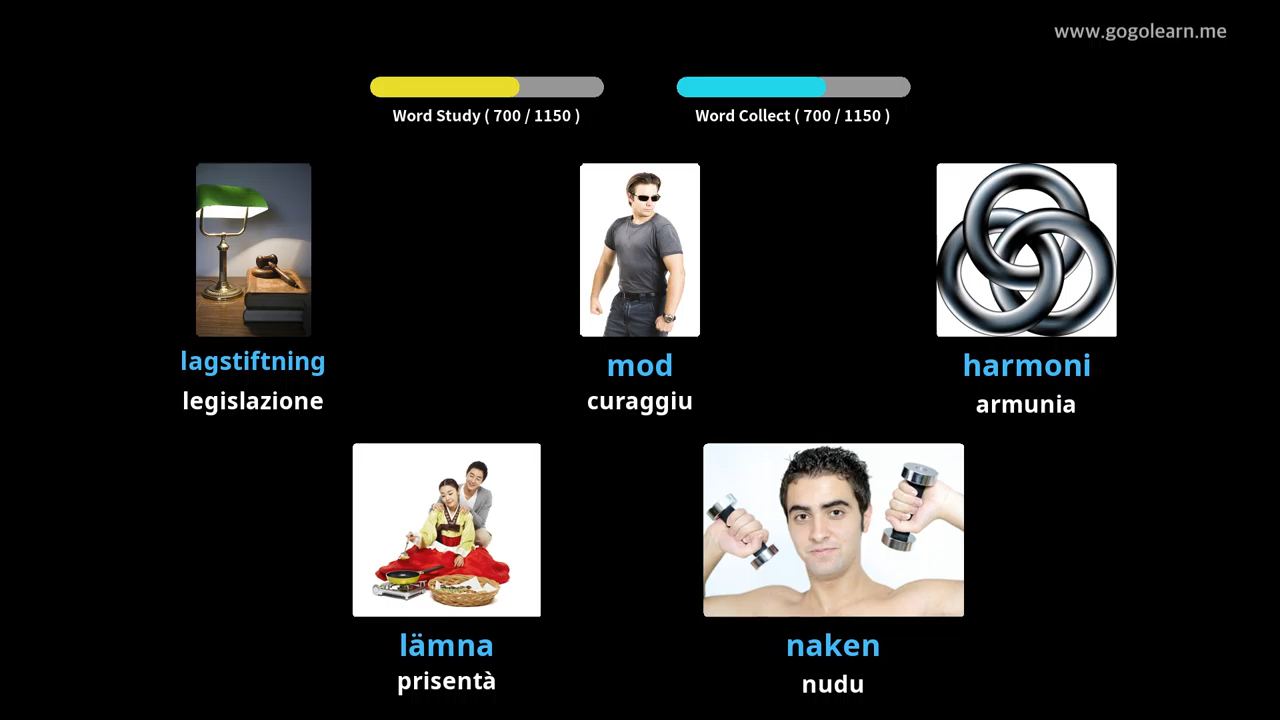 www.gogolearn.me
Word Study ( 700 / 1150 )
Word Collect ( 700 / 1150 )
lagstiftning
legislazione
mod
curaggiu
harmoni
armunia
lämna
prisentà
naken
nudu